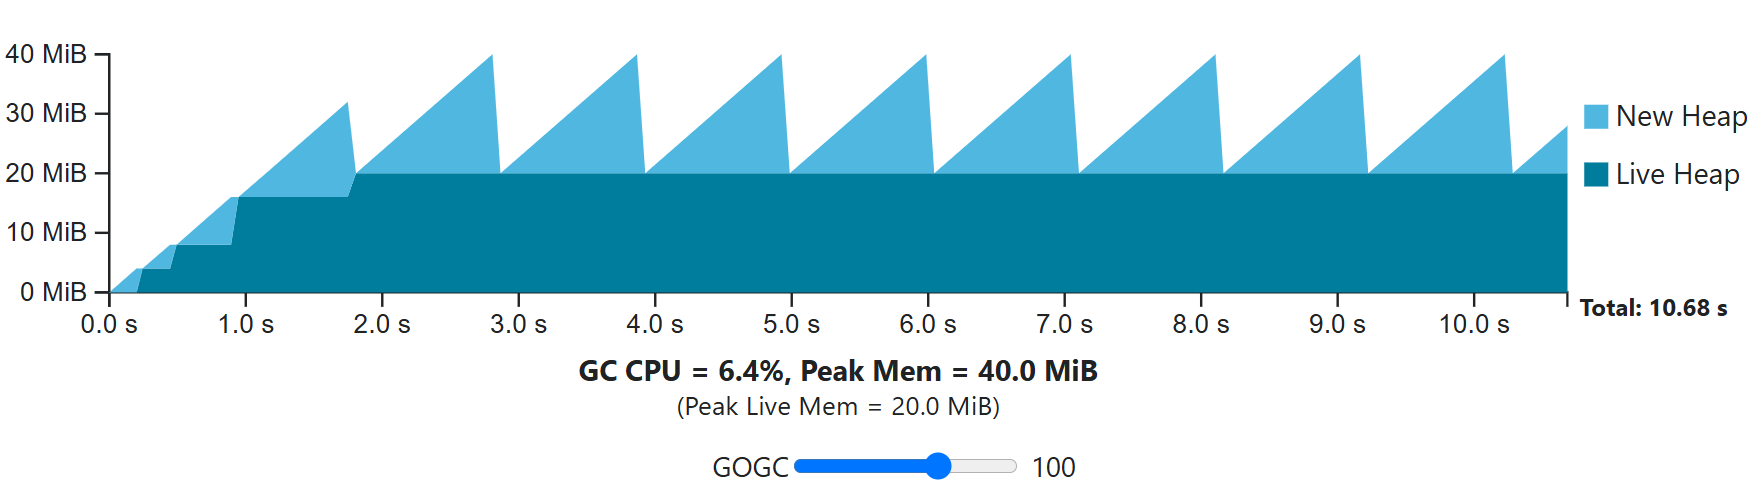 40 MiB
30 MiB
20 MiB
10 MiB
0 MiB
0.0 s 1.0 s 2.0 s 3.0 s 4.0 s 5.0 s 6.0 s 7.0 s 8.0 s 9.0 s 10.0 s
New Heap
Live Heap
Total: 10.68 s
GC CPU = 6.4%, Peak Mem = 40.0 MiB
(Peak Live Mem = 20.0 MiB)
GOGC 100